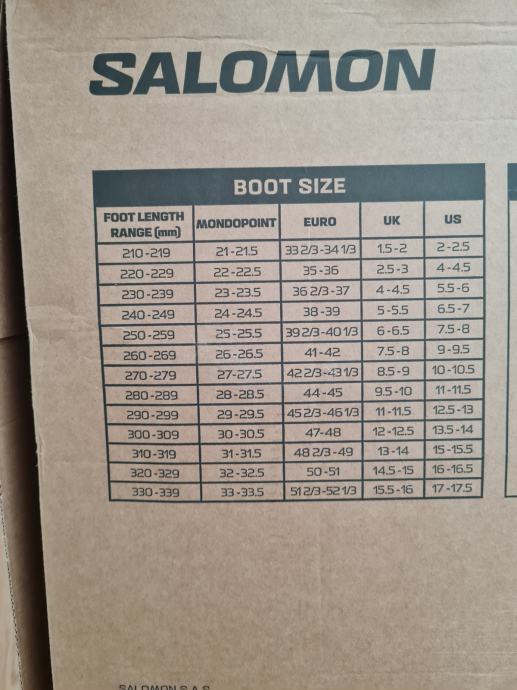 SALOMON
BOOT SIZE
FOOT LENGTH RANGE (mm) MONDOPOINT EURO UK US
210-219 21-21.5 33 2/3-34 1/3 1.5-2 2-2.5
220-229 22-22.5 35-36 2.5-3 4-4.5
230-239 23-23.5 36 2/3-37 4-4.5 5.5-6
240-249 24-24.5 38-39 5-5.5 6.5-7
250-259 25-25.5 39 2/3-40 1/3 6-6.5 7.5-8
260-269 26-26.5 41-42 7.5-8 9-9.5
270-279 27-27.5 42 2/3-43 1/3 8.5-9 10-10.5
280-289 28-28.5 44-45 9.5-10 11-11.5
290-299 29-29.5 45 2/3-46 1/3 11-11.5 12.5-13
300-309 30-30.5 47-48 12-12.5 13.5-14
310-319 31-31.5 48 2/3-49 13-14 15-15.5
320-329 32-32.5 50-51 14.5-15 16-16.5
330-339 33-33.5 51 2/3-52 1/3 15.5-16 17-17.5
SALOMON S.A.S